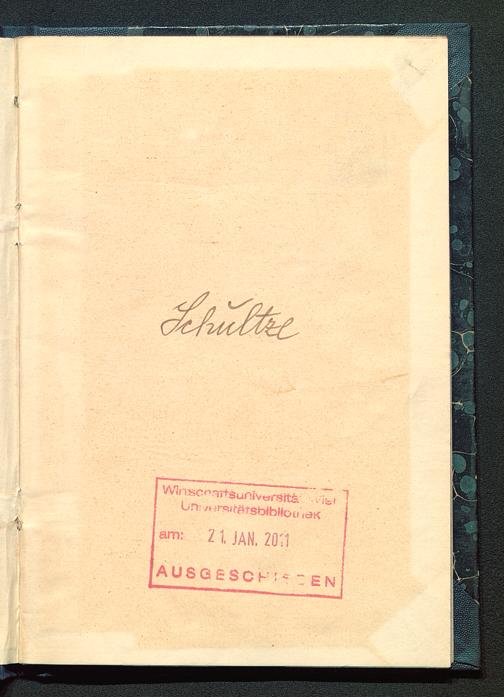 Schultze
Wirtschaftsuniversität Wien
Universitätsbibliothek
am: 21. JAN. 2011
AUSGESCHIEDEN